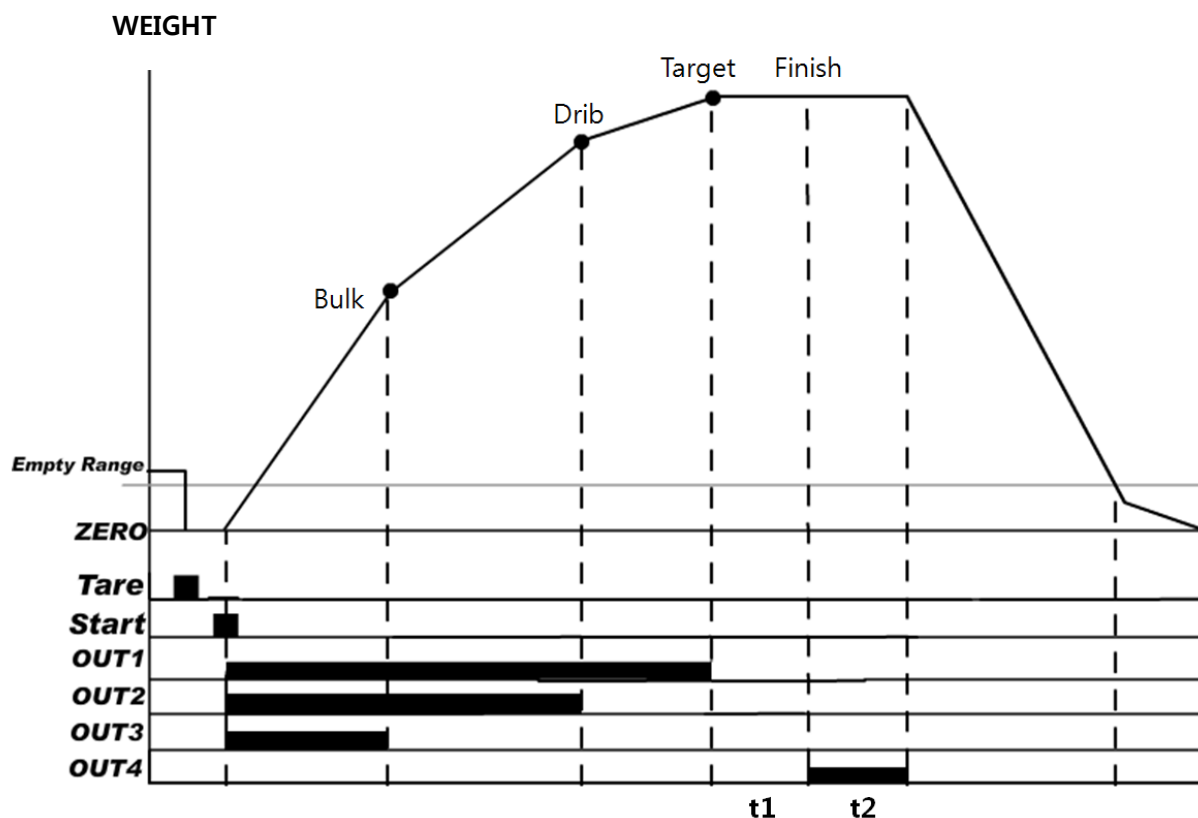 WEIGHT
Target Finish
Drib
Bulk
Empty Range
ZERO
Tare
Start
OUT1
OUT2
OUT3
OUT4
t1 t2